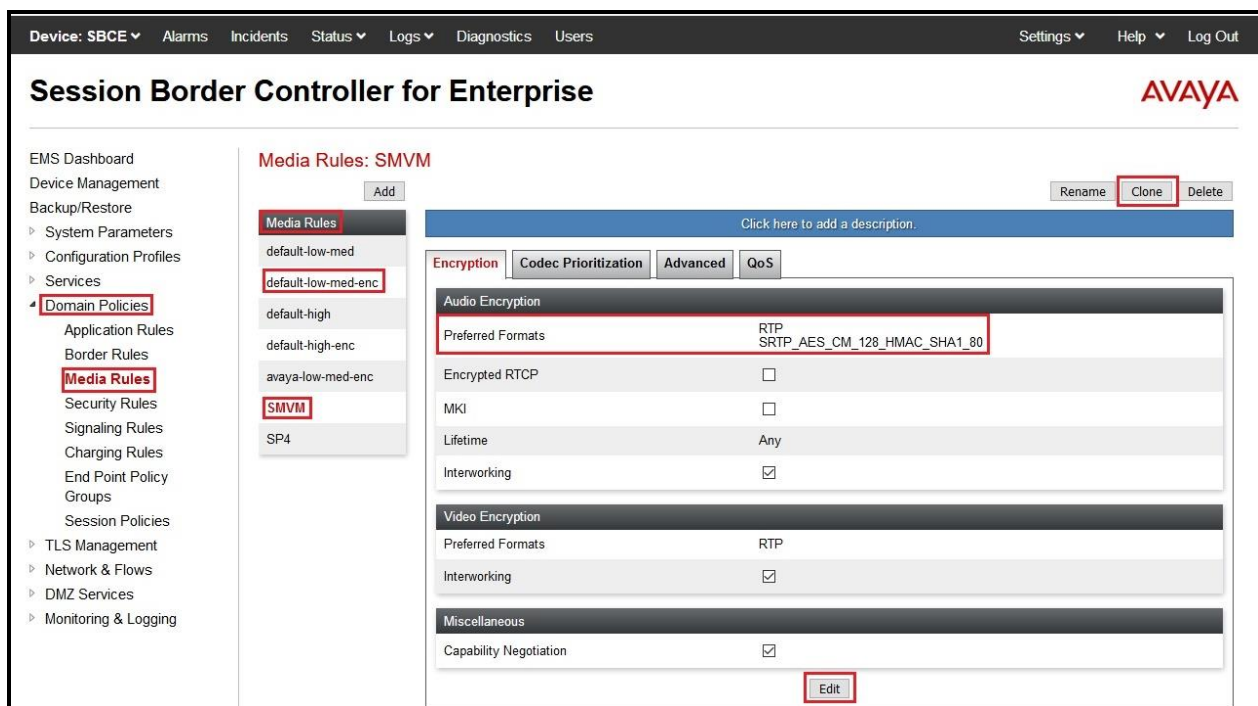 Device: SBCE Alarms Incidents Status Logs Diagnostics Users Settings Help Log Out
Session Border Controller for Enterprise
AVAYA
EMS Dashboard
Device Management
Backup/Restore
System Parameters
Configuration Profiles
Services
Domain Policies
Application Rules
Border Rules
Media Rules
Security Rules
Signaling Rules
Charging Rules
End Point Policy
Groups
Session Policies
TLS Management
Network & Flows
DMZ Services
Monitoring & Logging
Media Rules: SMVM
Add
Rename Clone Delete
Media Rules
default-low-med
default-low-med-enc
default-high
default-high-enc
avaya-low-med-enc
SMVM
SP4
Click here to add a description.
Encryption Codec Prioritization Advanced QoS
Audio Encryption
Preferred Formats RTP
SRTP_AES_CM_128_HMAC_SHA1_80
Encrypted RTCP
MKI
Lifetime Any
Interworking
Video Encryption
Preferred Formats RTP
Interworking
Miscellaneous
Capability Negotiation
Edit